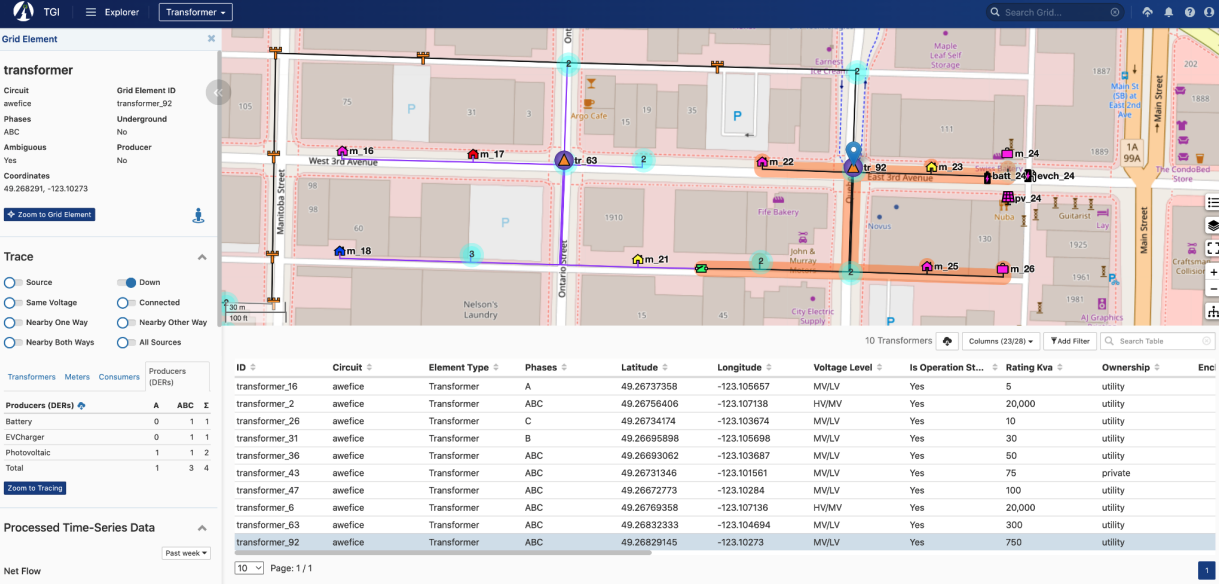 TGI Explorer Transformer Search Grid...
Grid Element
transformer
Circuit Grid Element ID
awefice transformer_92
Phases Underground
ABC No
Ambiguous Producer
Yes No
Coordinates
49.268291, -123.10273
Zoom to Grid Element
Trace
Source Down
Same Voltage Connected
Nearby One Way Nearby Other Way
Nearby Both Ways All Sources
Transformers Meters Consumers Producers (DERs)
Producers (DERs) A ABC Σ
Battery 0 1 1
EVCharger 0 1 1
Photovoltaic 1 1 2
Total 1 3 4
Zoom to Tracing
Processed Time-Series Data
Past week
Net Flow
2
2
Earnest Ice Cream
Maple Leaf Self Storage
1887
202
Main St (SB) at East 2nd Ave
1888
Main Street
105
75
P
31
3
Argo Cafe
15
19
35
P
111
1889
1A
99A
The CondoBed Store
m_16
West 3rd Avenue
m_17
tr_63
2
m_22
tr_92
East 3rd Avenue
m_23
m_24
batt_24
evch_24
pv_24
Manitoba Street
98
98
60
P
1910
Fife Bakery
Novus
Nuba
Guitarist
Lay
m_18
3
Ontario Street
m_21
2
John & Murray Motors
2
130
1925
m_25
m_26
1961
P
Craftsman Collision
Main Street
30 m
100 ft
Nelson's Laundry
15
45
City Electric Supply
P
1981
AJ Graphics
10 Transformers Columns (23/28) Add Filter Search Table
ID Circuit Element Type Phases Latitude Longitude Voltage Level Is Operation St... Rating Kva Ownership Encl
transformer_16 awefice Transformer A 49.26737358 -123.105657 MV/LV Yes 5 utility
transformer_2 awefice Transformer ABC 49.26756406 -123.107138 HV/MV Yes 20,000 utility
transformer_26 awefice Transformer C 49.26734174 -123.103674 MV/LV Yes 10 utility
transformer_31 awefice Transformer B 49.26695898 -123.105698 MV/LV Yes 30 utility
transformer_36 awefice Transformer ABC 49.26693062 -123.103687 MV/LV Yes 50 utility
transformer_43 awefice Transformer ABC 49.26731346 -123.101561 MV/LV Yes 75 private
transformer_47 awefice Transformer ABC 49.26672773 -123.10284 MV/LV Yes 100 utility
transformer_6 awefice Transformer ABC 49.26769358 -123.107136 HV/MV Yes 20,000 utility
transformer_63 awefice Transformer ABC 49.26832333 -123.104694 MV/LV Yes 300 utility
transformer_92 awefice Transformer ABC 49.26829145 -123.10273 MV/LV Yes 750 utility
10 Page: 1 / 1 1